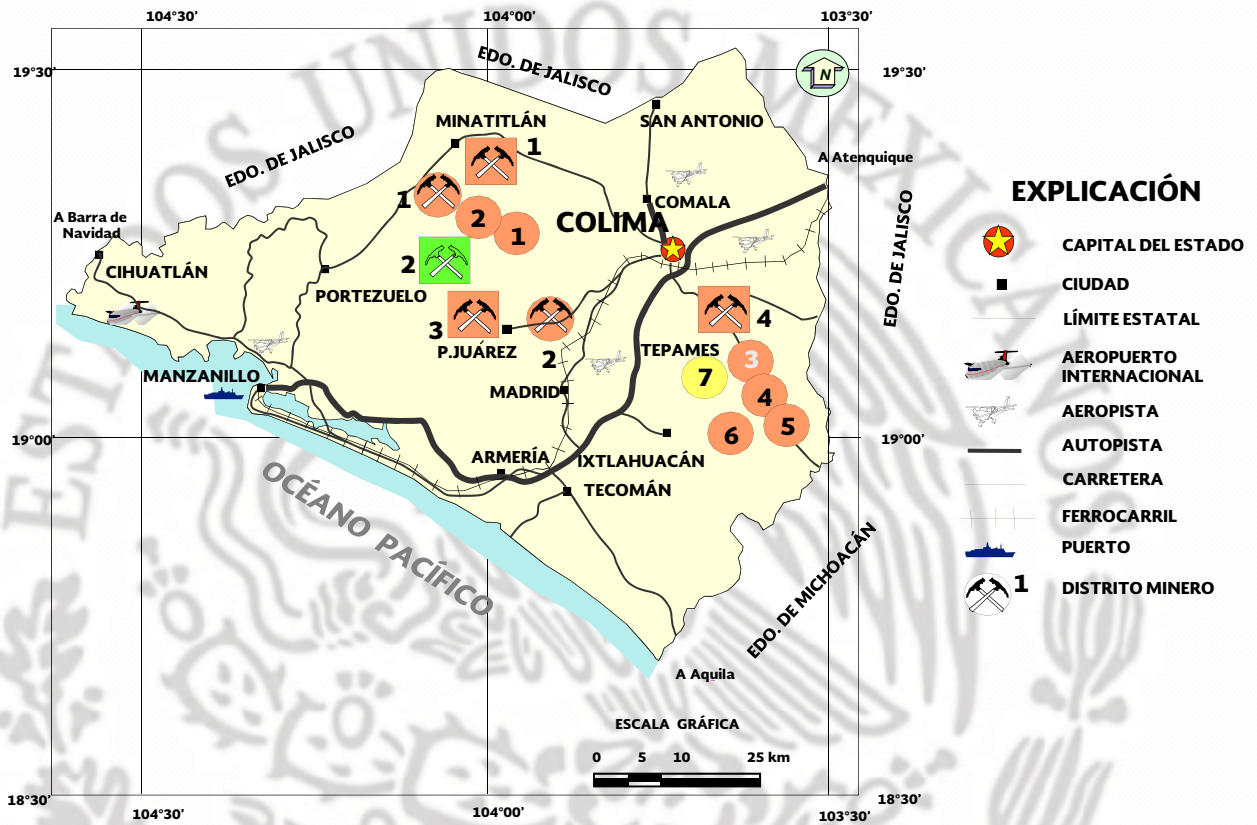 104°30’
104°00’
103°30’
19°30’
19°30’
EDO. DE JALISCO
EDO. DE JALISCO
N
MINATITLÁN
1
SAN ANTONIO
A Atenquique
1
2
1
COMALA
COLIMA
EDO. DE JALISCO
A Barra de
Navidad
CIHUATLÁN
2
PORTEZUELO
3
P.JUÁREZ
2
4
TEPAMES
3
7
4
5
6
MANZANILLO
MADRID
19°00’
19°00’
ARMERÍA
IXTLAHUACÁN
TECOMÁN
OCÉANO PACÍFICO
EDO. DE MICHOACÁN
A Aquila
ESCALA GRÁFICA
0 5 10 25 km
18°30’
18°30’
104°30’
104°00’
103°30’
EXPLICACIÓN
CAPITAL DEL ESTADO
CIUDAD
LÍMITE ESTATAL
AEROPUERTO
INTERNACIONAL
AEROPISTA
AUTOPISTA
CARRETERA
FERROCARRIL
PUERTO
1 DISTRITO MINERO
ESTADOS UNIDOS MEXICANOS